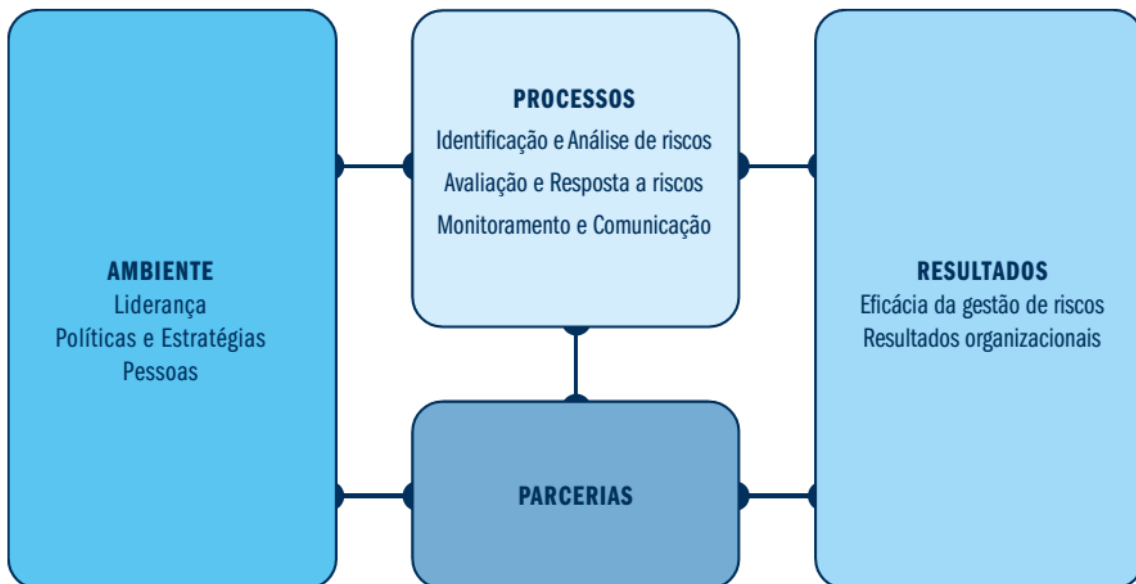 AMBIENTE
Liderança
Políticas e Estratégias
Pessoas
PROCESSOS
Identificação e Análise de riscos
Avaliação e Resposta a riscos
Monitoramento e Comunicação
PARCERIAS
RESULTADOS
Eficácia da gestão de riscos
Resultados organizacionais